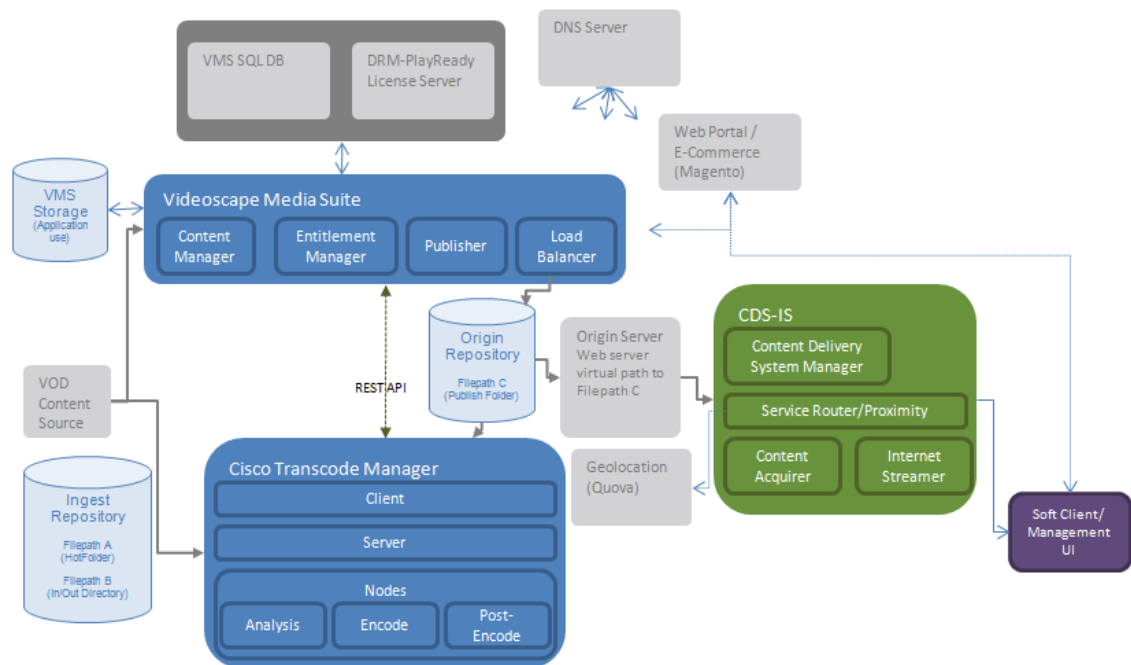 VMS SQL DB
DRM-PlayReady
License Server
DNS Server
Web Portal /
E-Commerce
(Magento)
VMS
Storage
(Application
use)
Videoscape Media Suite
Content
Manager
Entitlement
Manager
Publisher
Load
Balancer
Origin
Repository
Filepath C
(Publish Folder)
Origin Server
Web server
virtual path to
Filepath C
CDS-IS
Content Delivery
System Manager
Service Router/Proximity
Content
Acquirer
Internet
Streamer
REST API
VOD
Content
Source
Ingest
Repository
Filepath A
(HotFolder)
Filepath B
(In/Out Directory)
Cisco Transcode Manager
Client
Server
Nodes
Analysis
Encode
Post-
Encode
Geolocation
(Quova)
Soft Client/
Management
UI